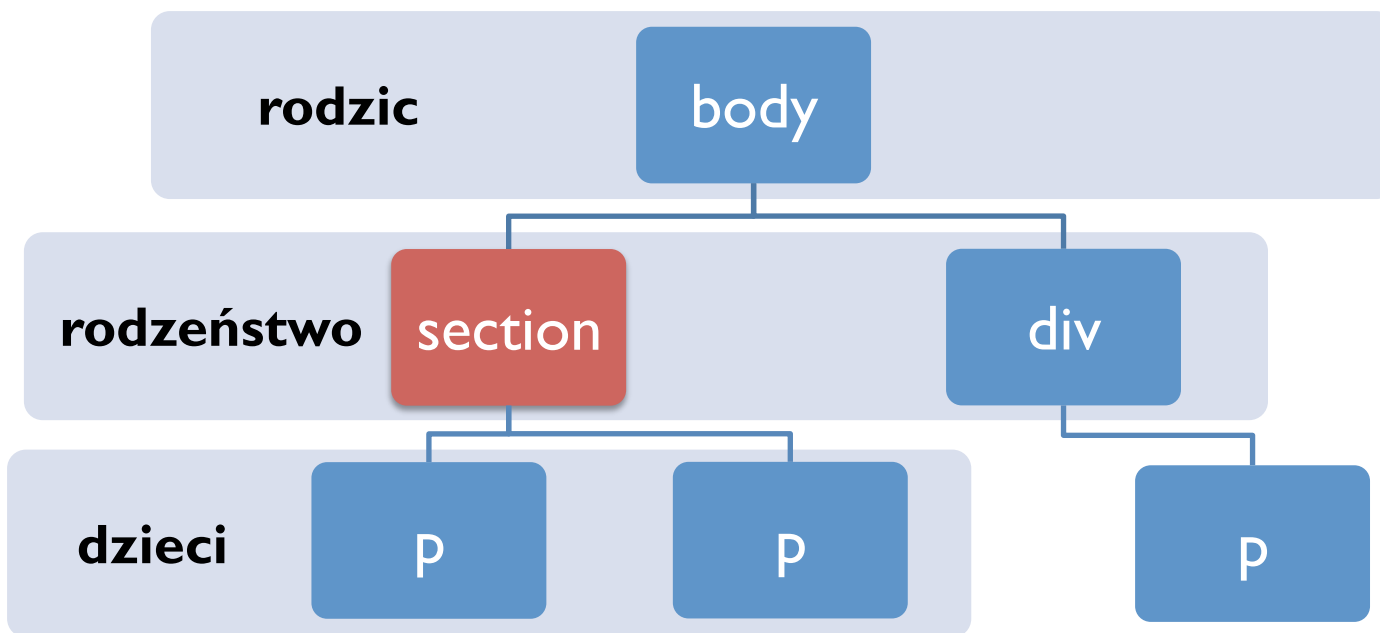 rodzic
body
rodzeństwo
section
div
dzieci
p
p
p